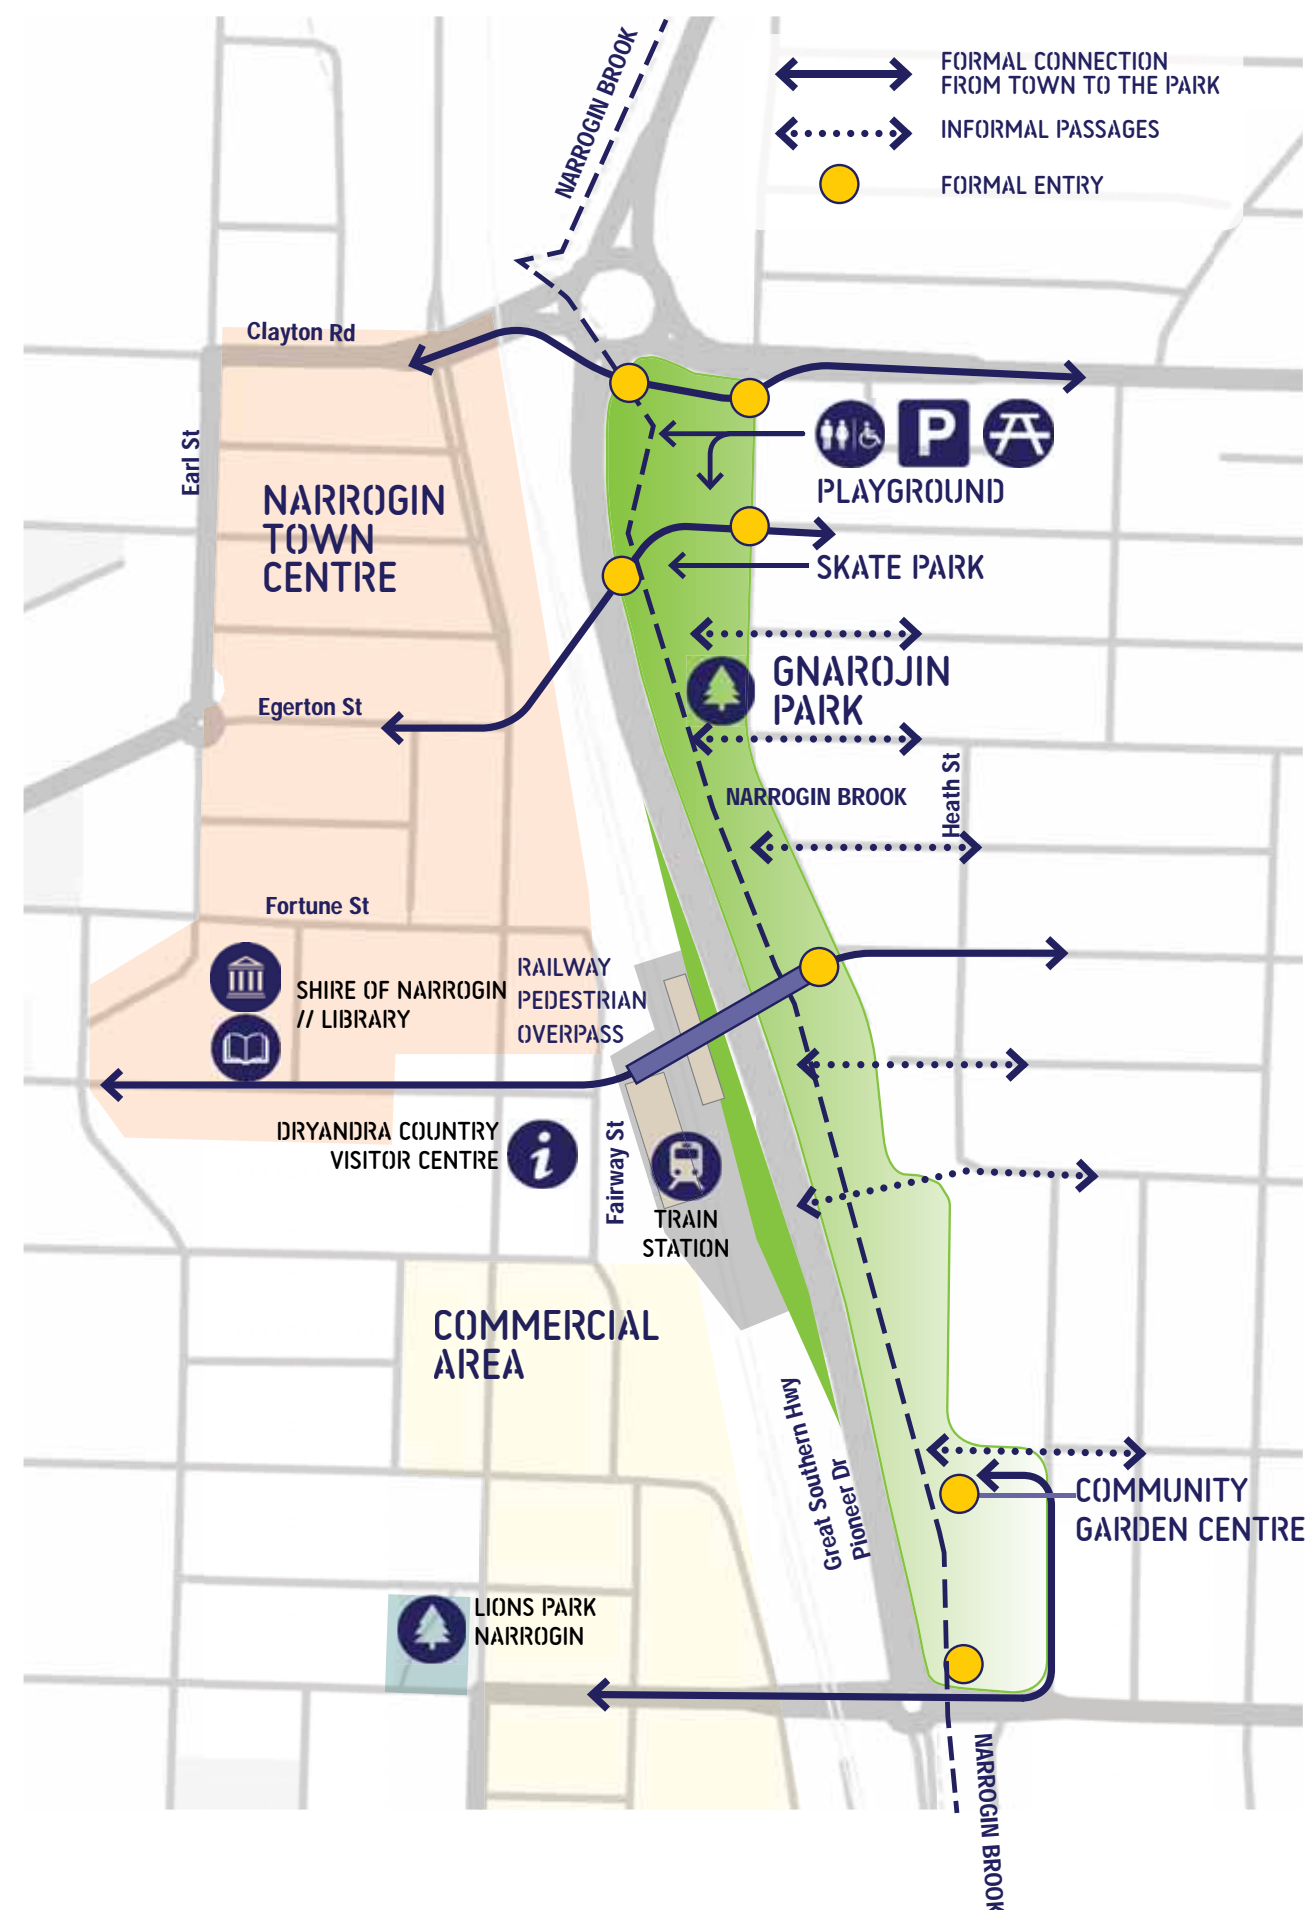 NARROGIN BROOK
FORMAL CONNECTION
FROM TOWN TO THE PARK
INFORMAL PASSAGES
FORMAL ENTRY
Clayton Rd
Earl St
NARROGIN
TOWN
CENTRE
P
PLAYGROUND
SKATE PARK
GNAROJIN
PARK
Egerton St
NARROGIN BROOK
Heath St
Fortune St
SHIRE OF NARROGIN
// LIBRARY
RAILWAY
PEDESTRIAN
OVERPASS
DRYANDRA COUNTRY
VISITOR CENTRE
i
Fairway St
TRAIN
STATION
COMMERCIAL
AREA
Great Southern Hwy
Pioneer Dr
COMMUNITY
GARDEN CENTRE
LIONS PARK
NARROGIN
NARROGIN BROOK